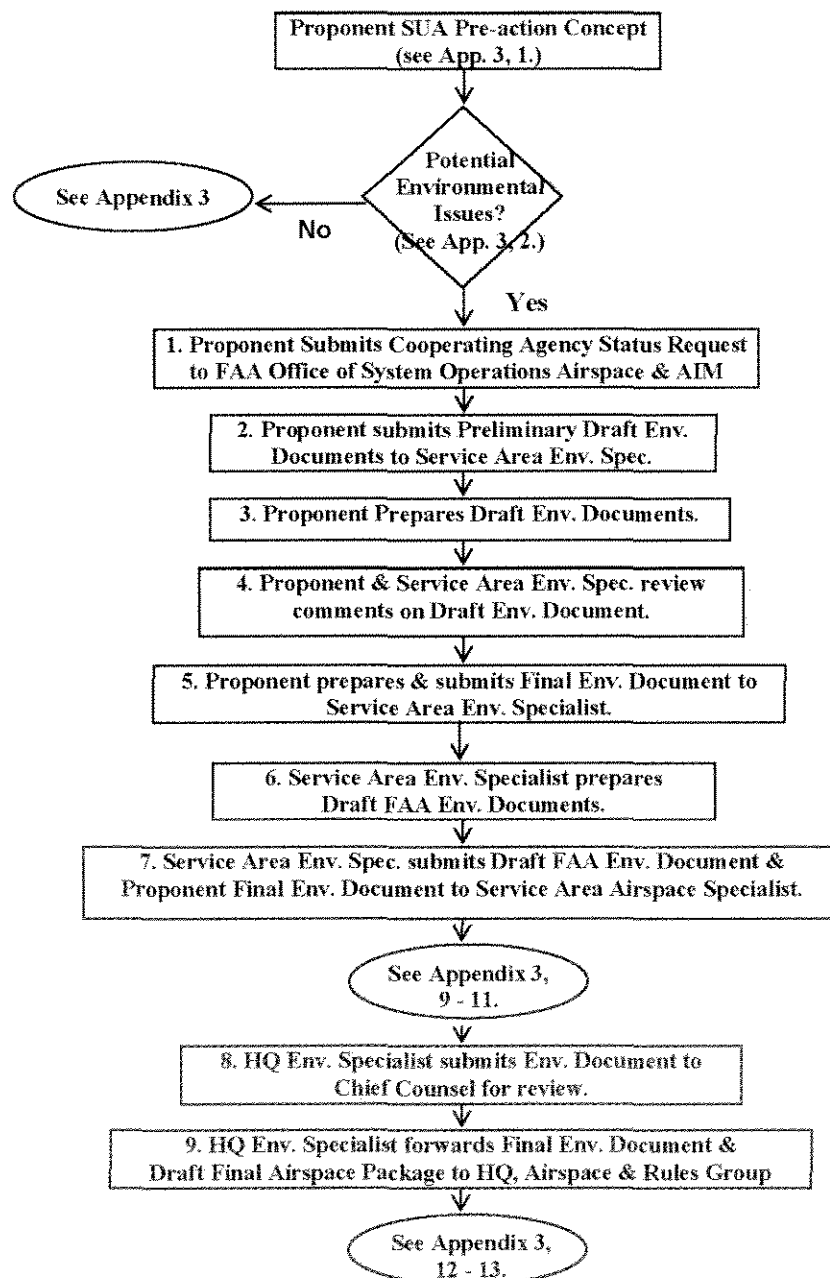 Proponent SUA Pre-action Concept
(see App. 3, 1.)
Potential
Environmental
Issues?
(See App. 3, 2.)
See Appendix 3
No
Yes
1. Proponent Submits Cooperating Agency Status Request
to FAA Office of System Operations Airspace & AIM
2. Proponent submits Preliminary Draft Env.
Documents to Service Area Env. Spec.
3. Proponent Prepares Draft Env. Documents.
4. Proponent & Service Area Env. Spec. review
comments on Draft Env. Document.
5. Proponent prepares & submits Final Env. Document to
Service Area Env. Specialist.
6. Service Area Env. Specialist prepares
Draft FAA Env. Documents.
7. Service Area Env. Spec. submits Draft FAA Env. Document &
Proponent Final Env. Document to Service Area Airspace Specialist.
See Appendix 3,
9 - 11.
8. HQ Env. Specialist submits Env. Document to
Chief Counsel for review.
9. HQ Env. Specialist forwards Final Env. Document &
Draft Final Airspace Package to HQ, Airspace & Rules Group
See Appendix 3,
12 - 13.